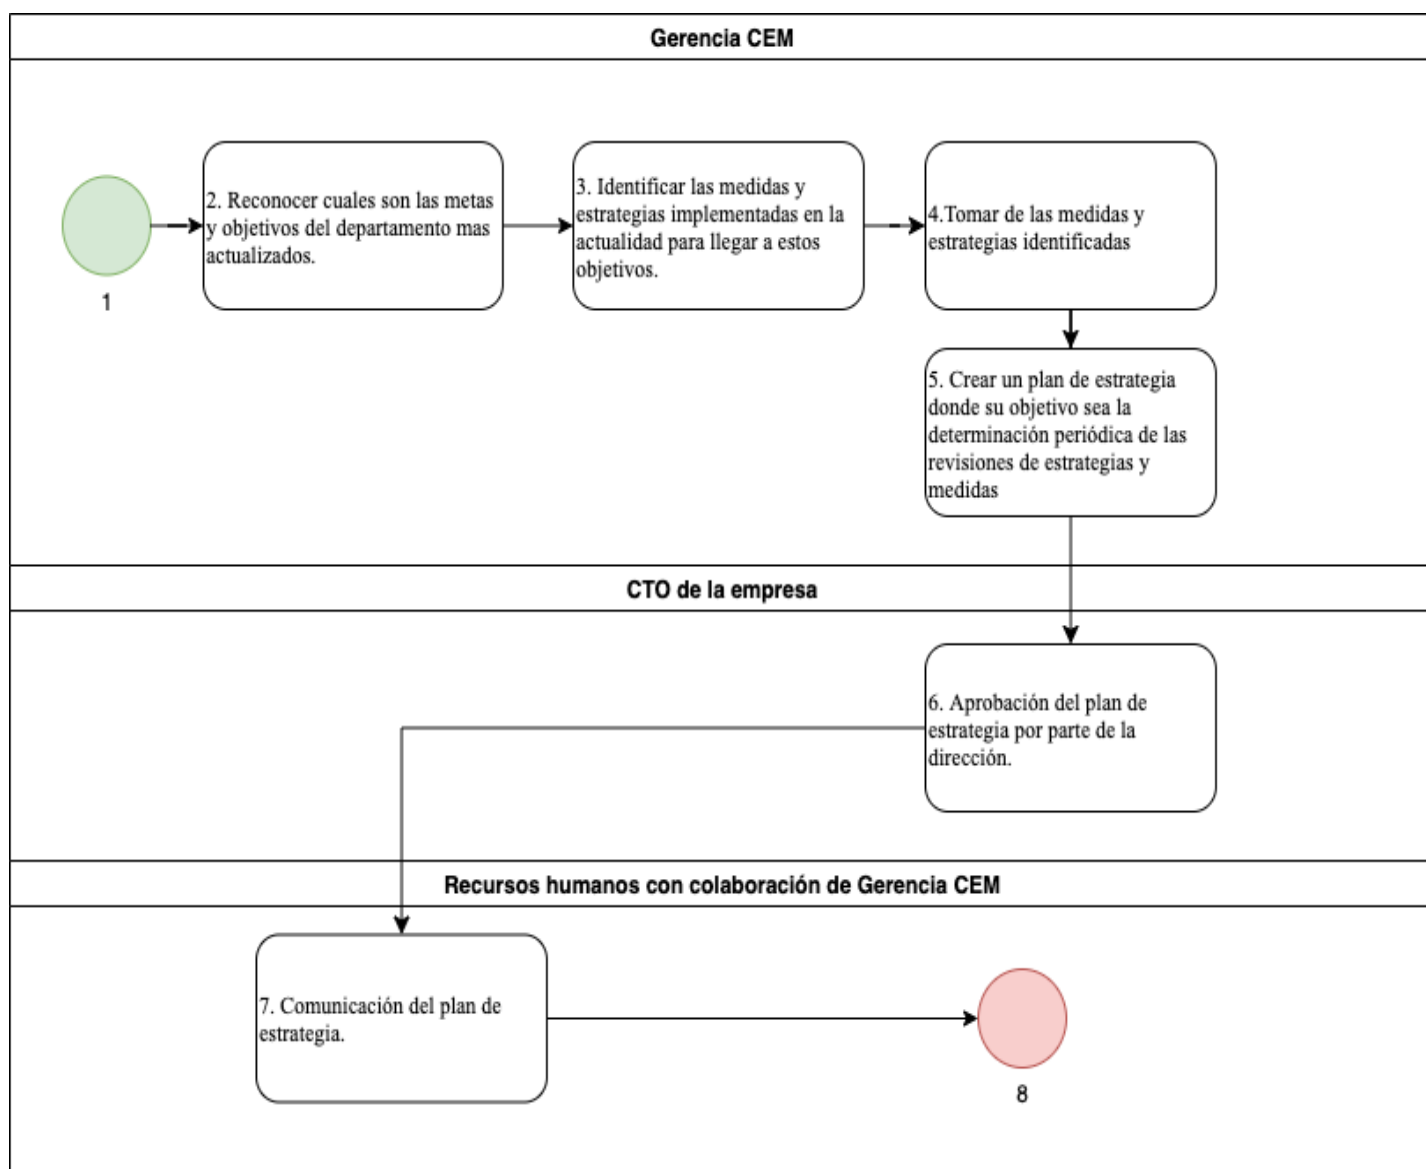 Gerencia CEM
1
2. Reconocer cuales son las metas
y objetivos del departamento mas
actualizados.
3. Identificar las medidas y
estrategias implementadas en la
actualidad para llegar a estos
objetivos.
4.Tomar de las medidas y
estrategias identificadas
5. Crear un plan de estrategia
donde su objetivo sea la
determinación periódica de las
revisiones de estrategias y
medidas
CTO de la empresa
6. Aprobación del plan de
estrategia por parte de la
dirección.
Recursos humanos con colaboración de Gerencia CEM
7. Comunicación del plan de
estrategia.
8